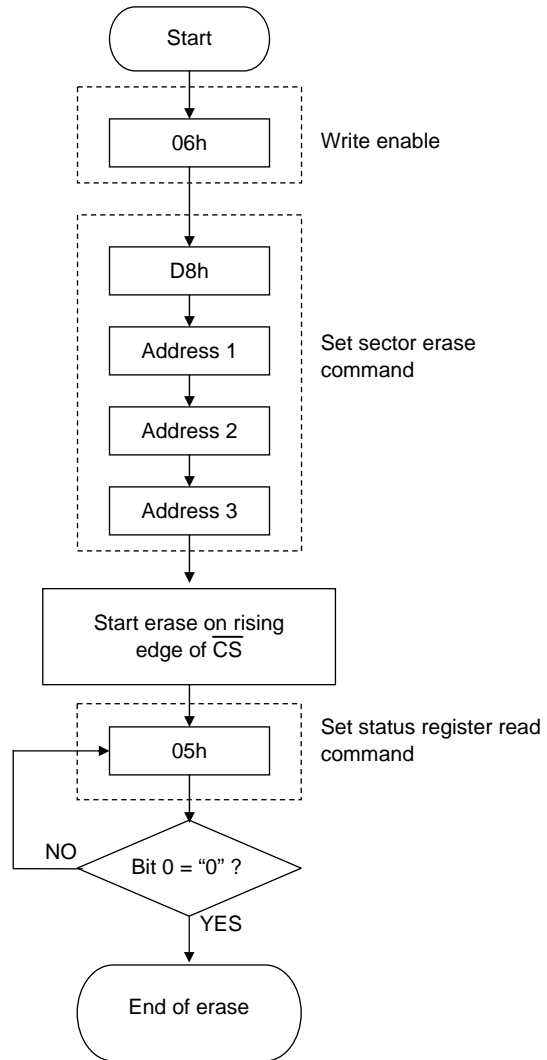 Start
06h
Write enable
D8h
Address 1
Set sector erase
command
Address 2
Address 3
Start erase on rising
edge of C̅S̅
Set status register read
command
05h
NO
Bit 0 = “0” ?
YES
End of erase